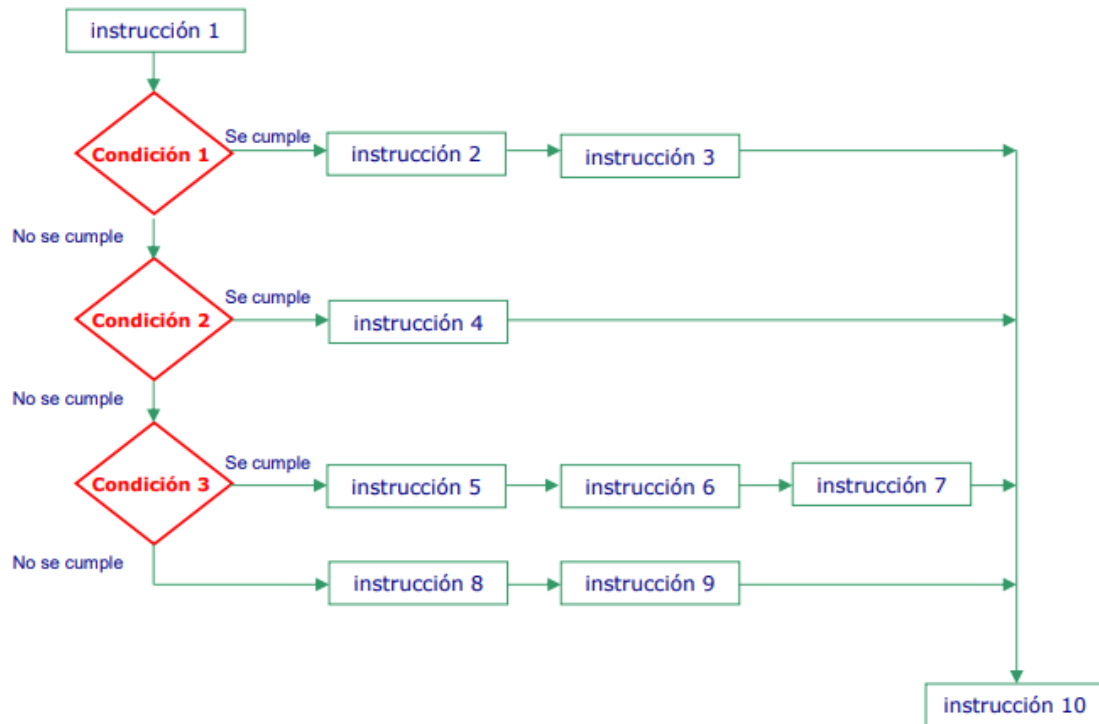 instrucción 1
Se cumple
Condición 1
instrucción 2
instrucción 3
No se cumple
Se cumple
Condición 2
instrucción 4
No se cumple
Se cumple
Condición 3
instrucción 5
instrucción 6
instrucción 7
No se cumple
instrucción 8
instrucción 9
instrucción 10